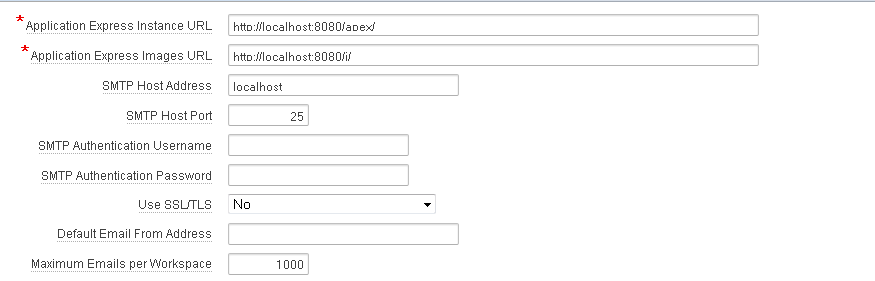 *Application Express Instance URL http://localhost:8080/apex/
*Application Express Images URL http://localhost:8080/i/
SMTP Host Address localhost
SMTP Host Port 25
SMTP Authentication Username
SMTP Authentication Password
Use SSL/TLS No
Default Email From Address
Maximum Emails per Workspace 1000